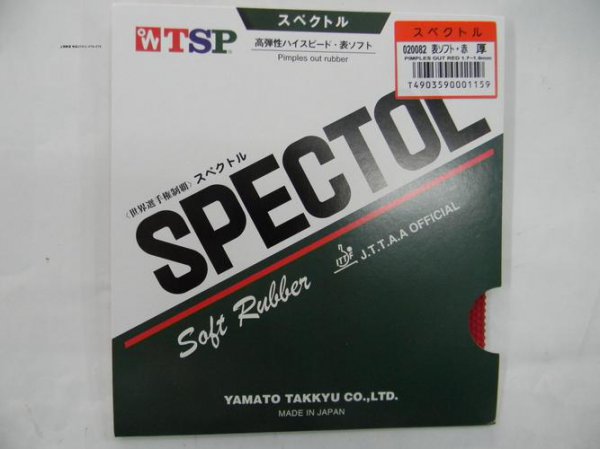 TSP
スペクトル
高弾性ハイスピード・表ソフト
Pimples out rubber
スペクトル
020082 表ソフト・赤 厚
PIMPLES OUT RED 1.7-1.9mm
T4903590001159
〈世界選手権制覇〉スペクトル
SPECTOL
Soft Rubber
ITTF J.T.T.A.A OFFICIAL
YAMATO TAKKYU CO.,LTD.
MADE IN JAPAN